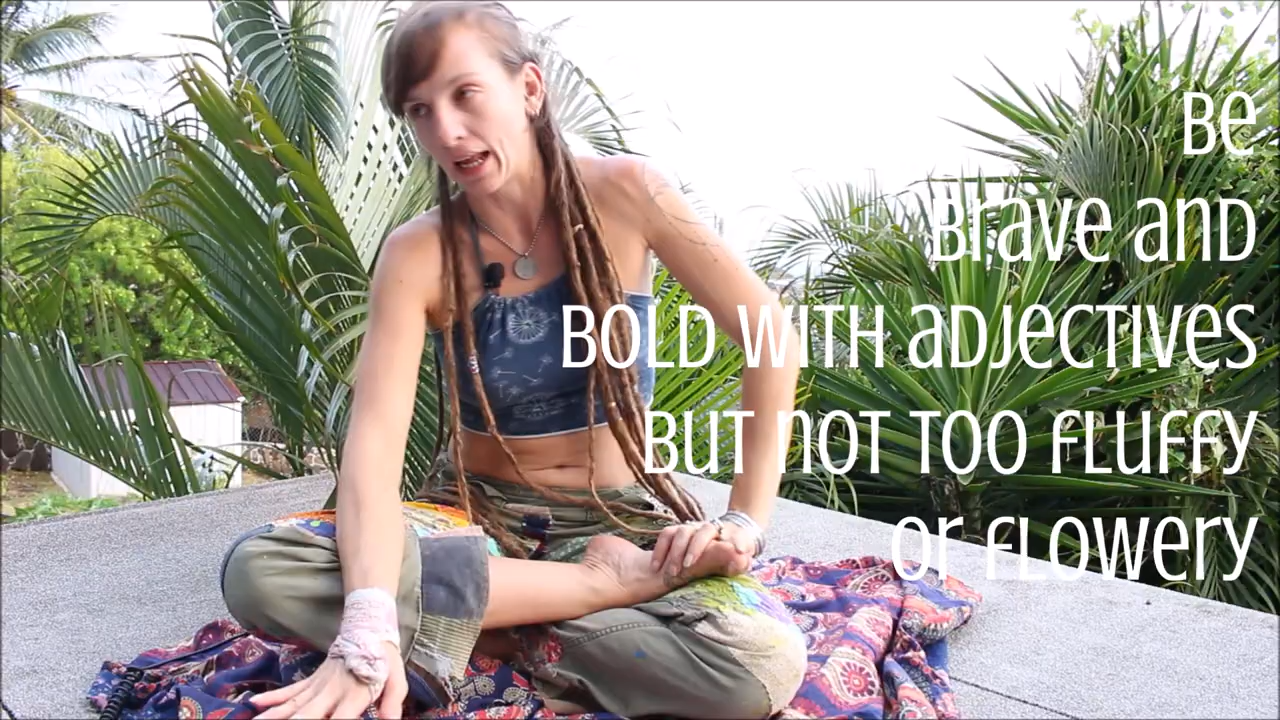 Be
Brave and
BOLD WITH adjectives
BUT not too fluffy
or flowery